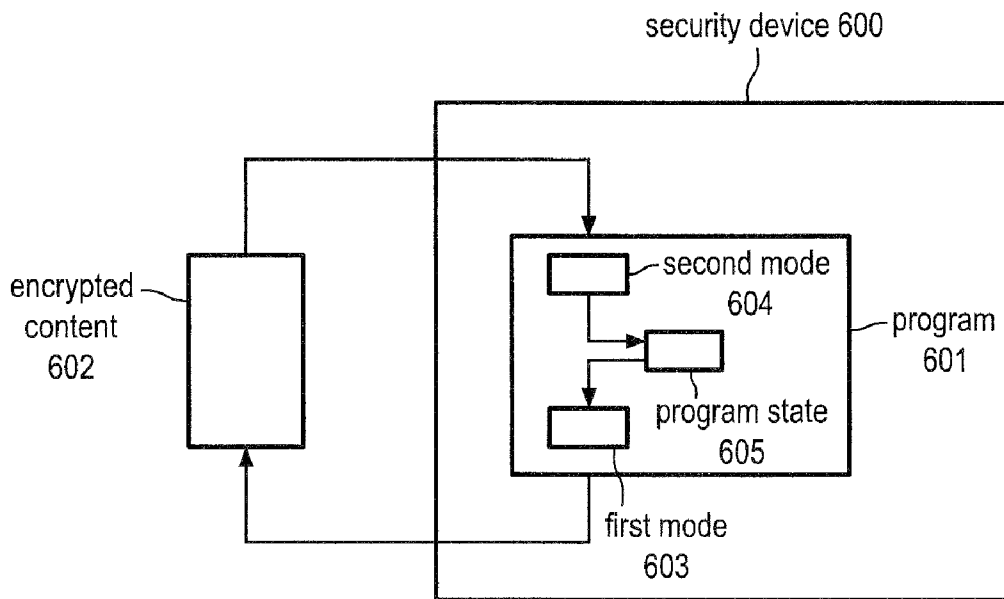 security device 600
encrypted
content
602
second mode
604
program
601
program state
605
first mode
603